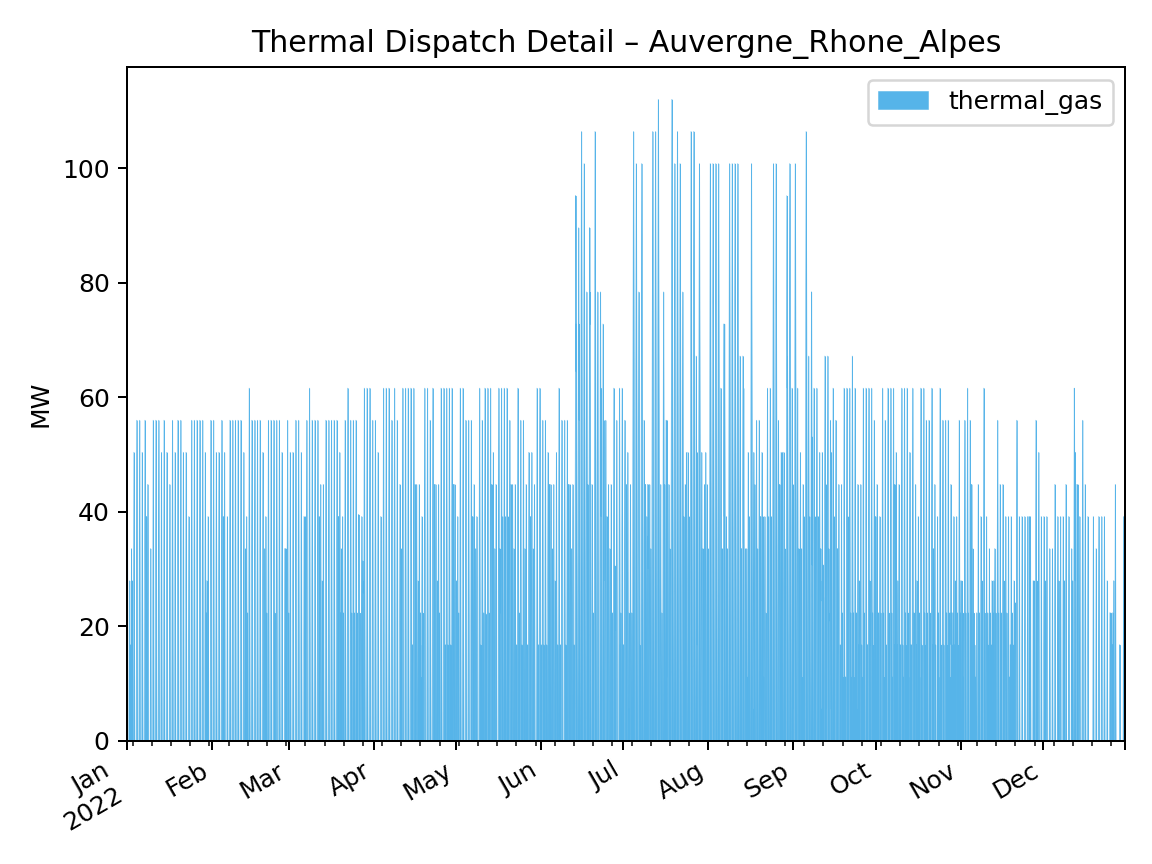 Thermal Dispatch Detail – Auvergne_Rhone_Alpes
thermal_gas
MW
100
80
60
40
20
0
Jan
2022
Feb
Mar
Apr
May
Jun
Jul
Aug
Sep
Oct
Nov
Dec